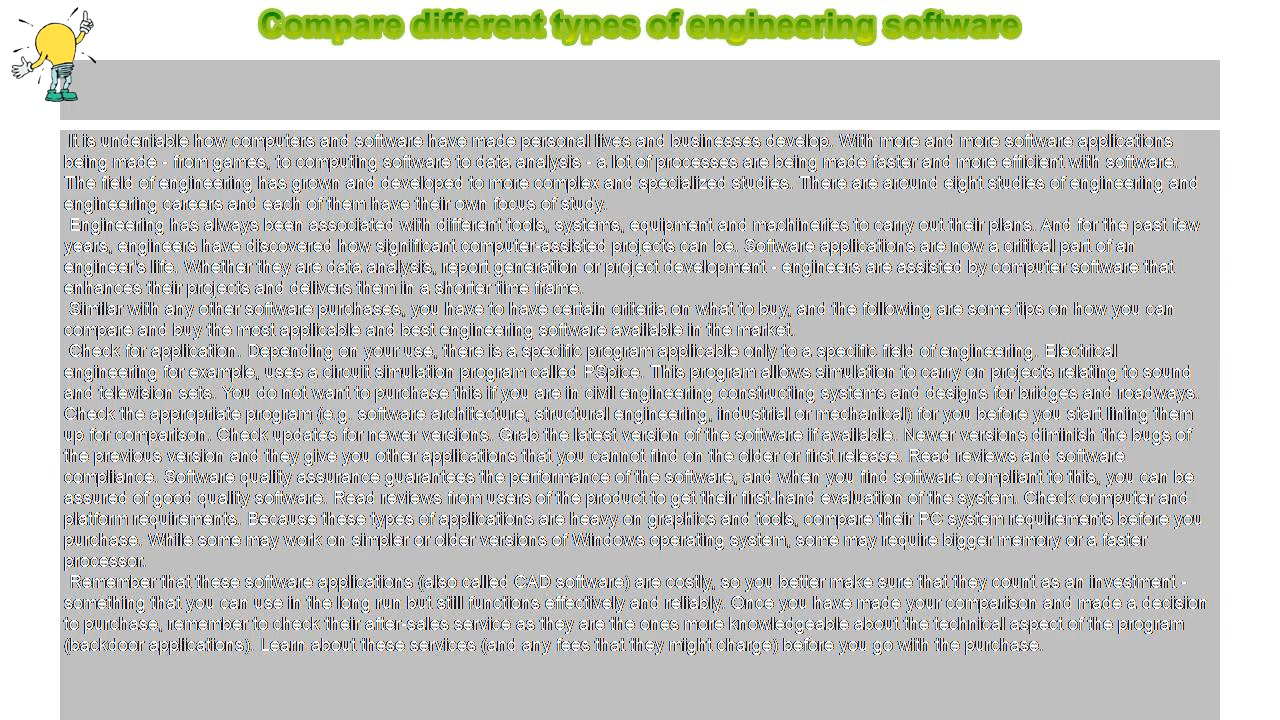 Compare different types of engineering software
It is undeniable how computers and software have made personal lives and businesses develop. With more and more software applications
being made - from games, to computing software to data analysis - a lot of processes are being made faster and more efficient with software.
The field of engineering has grown and developed to more complex and specialized studies. There are around eight studies of engineering and
engineering careers and each of them have their own focus of study.
Engineering has always been associated with different tools, systems, equipment and machineries to carry out their plans. And for the past few
years, engineers have discovered how significant computer-assisted projects can be. Software applications are now a critical part of an
engineer's life. Whether they are data analysis, report generation or project development - engineers are assisted by computer software that
enhances their projects and delivers them in a shorter time frame.
Similar with any other software purchases, you have to have certain criteria on what to buy, and the following are some tips on how you can
compare and buy the most applicable and best engineering software available in the market.
Check for application. Depending on your use, there is a specific program applicable only to a specific field of engineering. Electrical
engineering for example, uses a circuit simulation program called PSpice. This program allows simulation to carry on projects relating to sound
and television sets. You do not want to purchase this if you are in civil engineering constructing systems and designs for bridges and roadways.
Check the appropriate program (e.g. software architecture, structural engineering, industrial or mechanical) for you before you start lining them
up for comparison. Check updates for newer versions. Grab the latest version of the software if available. Newer versions diminish the bugs of
the previous version and they give you other applications that you cannot find on the older or first release. Read reviews and software
compliance. Software quality assurance guarantees the performance of the software, and when you find software compliant to this, you can be
assured of good quality software. Read reviews from users of the product to get their first-hand evaluation of the system. Check computer and
platform requirements. Because these types of applications are heavy on graphics and tools, compare their PC system requirements before you
purchase. While some may work on simpler or older versions of Windows operating system, some may require bigger memory or a faster
processor.
Remember that these software applications (also called CAD software) are costly, so you better make sure that they count as an investment -
something that you can use in the long run but still functions effectively and reliably. Once you have made your comparison and made a decision
to purchase, remember to check their after-sales service as they are the ones more knowledgeable about the technical aspect of the program
(backdoor applications). Learn about these services (and any fees that they might charge) before you go with the purchase.